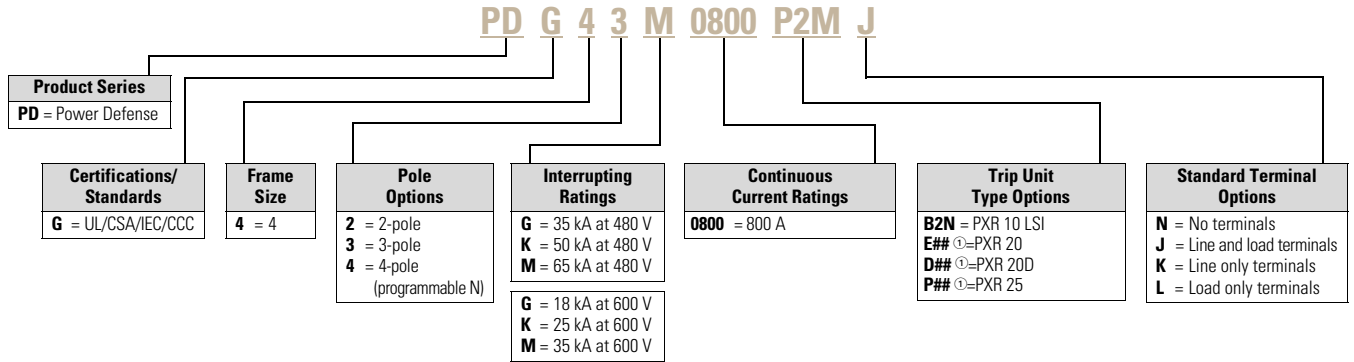 PD G 4 3 M 0800 P2M J
Product Series
PD = Power Defense
Certifications/
Standards
G = UL/CSA/IEC/CCC
Frame
Size
4 = 4
Pole
Options
2 = 2-pole
3 = 3-pole
4 = 4-pole
(programmable N)
Interrupting
Ratings
G = 35 kA at 480 V
K = 50 kA at 480 V
M = 65 kA at 480 V
G = 18 kA at 600 V
K = 25 kA at 600 V
M = 35 kA at 600 V
Continuous
Current Ratings
0800 = 800 A
Trip Unit
Type Options
B2N = PXR 10 LSI
E## ①=PXR 20
D## ①=PXR 20D
P## ①=PXR 25
Standard Terminal
Options
N = No terminals
J = Line and load terminals
K = Line only terminals
L = Load only terminals